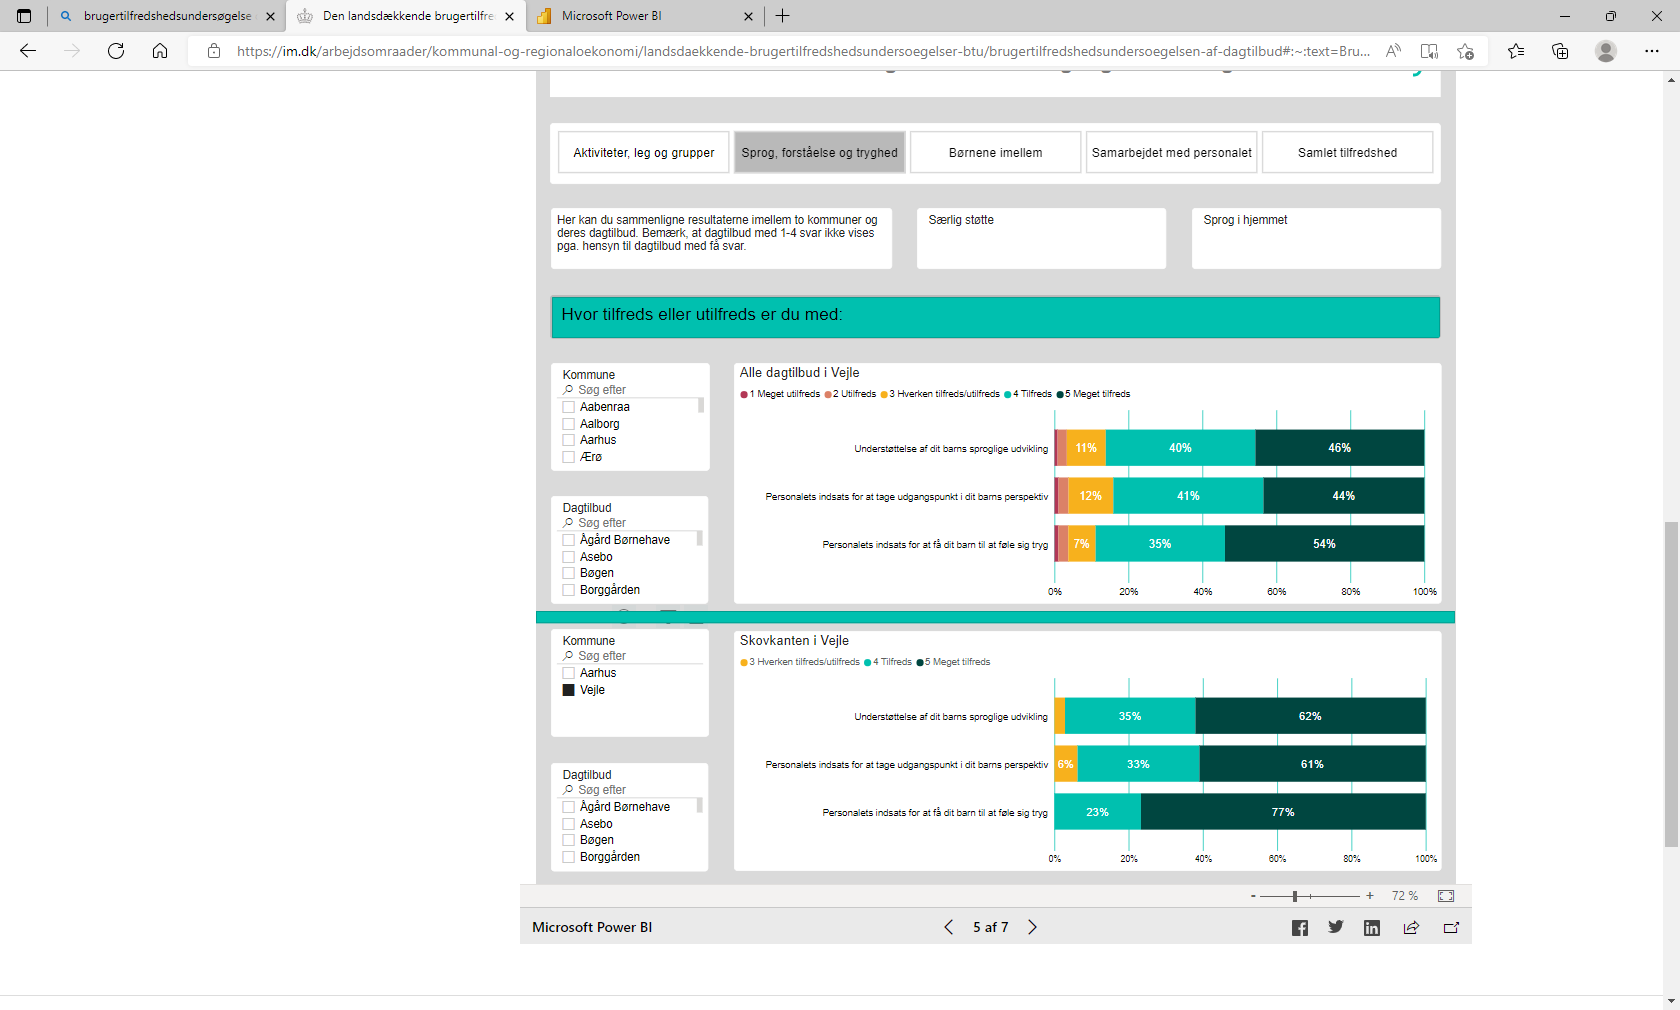 brugertilfredshedsundersøgelse
Den landsdækkende brugertilfre
Microsoft Power BI
https://im.dk/arbejdsomraader/kommunal-og-regionaloekonomi/landsdaekkende-brugertilfredshedsundersoegelser-btu/brugertilfredshedsundersoegelsen-af-dagtilbud#:~:text=Bru...
Aktiviteter, leg og grupper
Sprog, forståelse og tryghed
Børnene imellem
Samarbejdet med personalet
Samlet tilfredshed
Her kan du sammenligne resultaterne imellem to kommuner og
deres dagtilbud. Bemærk, at dagtilbud med 1-4 svar ikke vises
pga. hensyn til dagtilbud med få svar.
Særlig støtte
Sprog i hjemmet
Hvor tilfreds eller utilfreds er du med:
Kommune
Søg efter
Aabenraa
Aalborg
Aarhus
Ærø
Dagtilbud
Søg efter
Ågård Børnehave
Asebo
Bøgen
Borggården
Alle dagtilbud i Vejle
1 Meget utilfreds 2 Utilfreds 3 Hverken tilfreds/utilfreds 4 Tilfreds 5 Meget tilfreds
Understøttelse af dit barns sproglige udvikling 11% 40% 46%
Personalets indsats for at tage udgangspunkt i dit barns perspektiv 12% 41% 44%
Personalets indsats for at få dit barn til at føle sig tryg 7% 35% 54%
0% 20% 40% 60% 80% 100%
Kommune
Søg efter
Aarhus
Vejle
Dagtilbud
Søg efter
Ågård Børnehave
Asebo
Bøgen
Borggården
Skovkanten i Vejle
3 Hverken tilfreds/utilfreds 4 Tilfreds 5 Meget tilfreds
Understøttelse af dit barns sproglige udvikling 35% 62%
Personalets indsats for at tage udgangspunkt i dit barns perspektiv 6% 33% 61%
Personalets indsats for at få dit barn til at føle sig tryg 23% 77%
0% 20% 40% 60% 80% 100%
- + 72 %
Microsoft Power BI
5 af 7